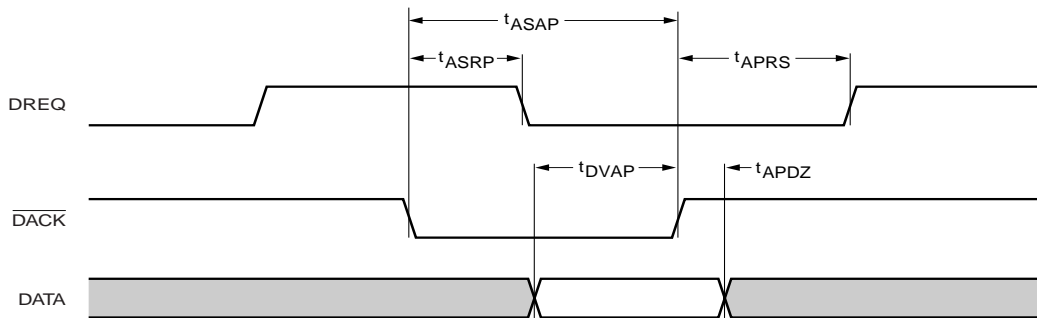 tASAP
tASRP
tAPRS
DREQ
tDVAP
tAPDZ
DACK
DATA